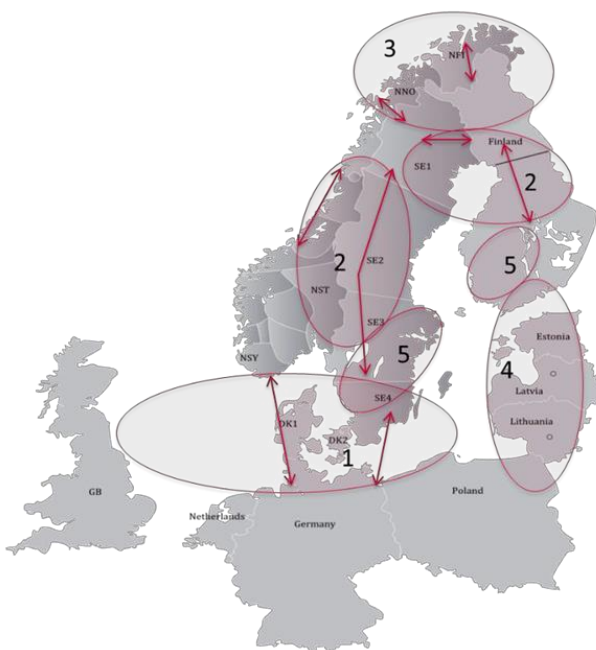 3
NFI
NNO
Finland
SE1
2
2
SE2
NST
5
SE3
Estonia
5
NSY
4
Latvia
SE4
Lithuania
DK1
DK2
1
GB
Poland
Netherlands
Germany